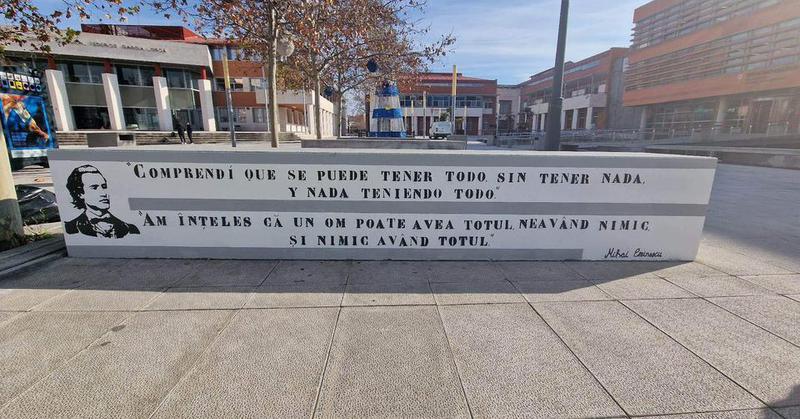 "COMPRENDÍ QUE SE PUEDE TENER TODO, SIN TENER NADA,
Y NADA TENIENDO TODO."
"AM ÎNȚELES CĂ UN OM POATE AVEA TOTUL, NEAVÂND NIMIC,
ȘI NIMIC AVÂND TOTUL"
Mihai Eminescu